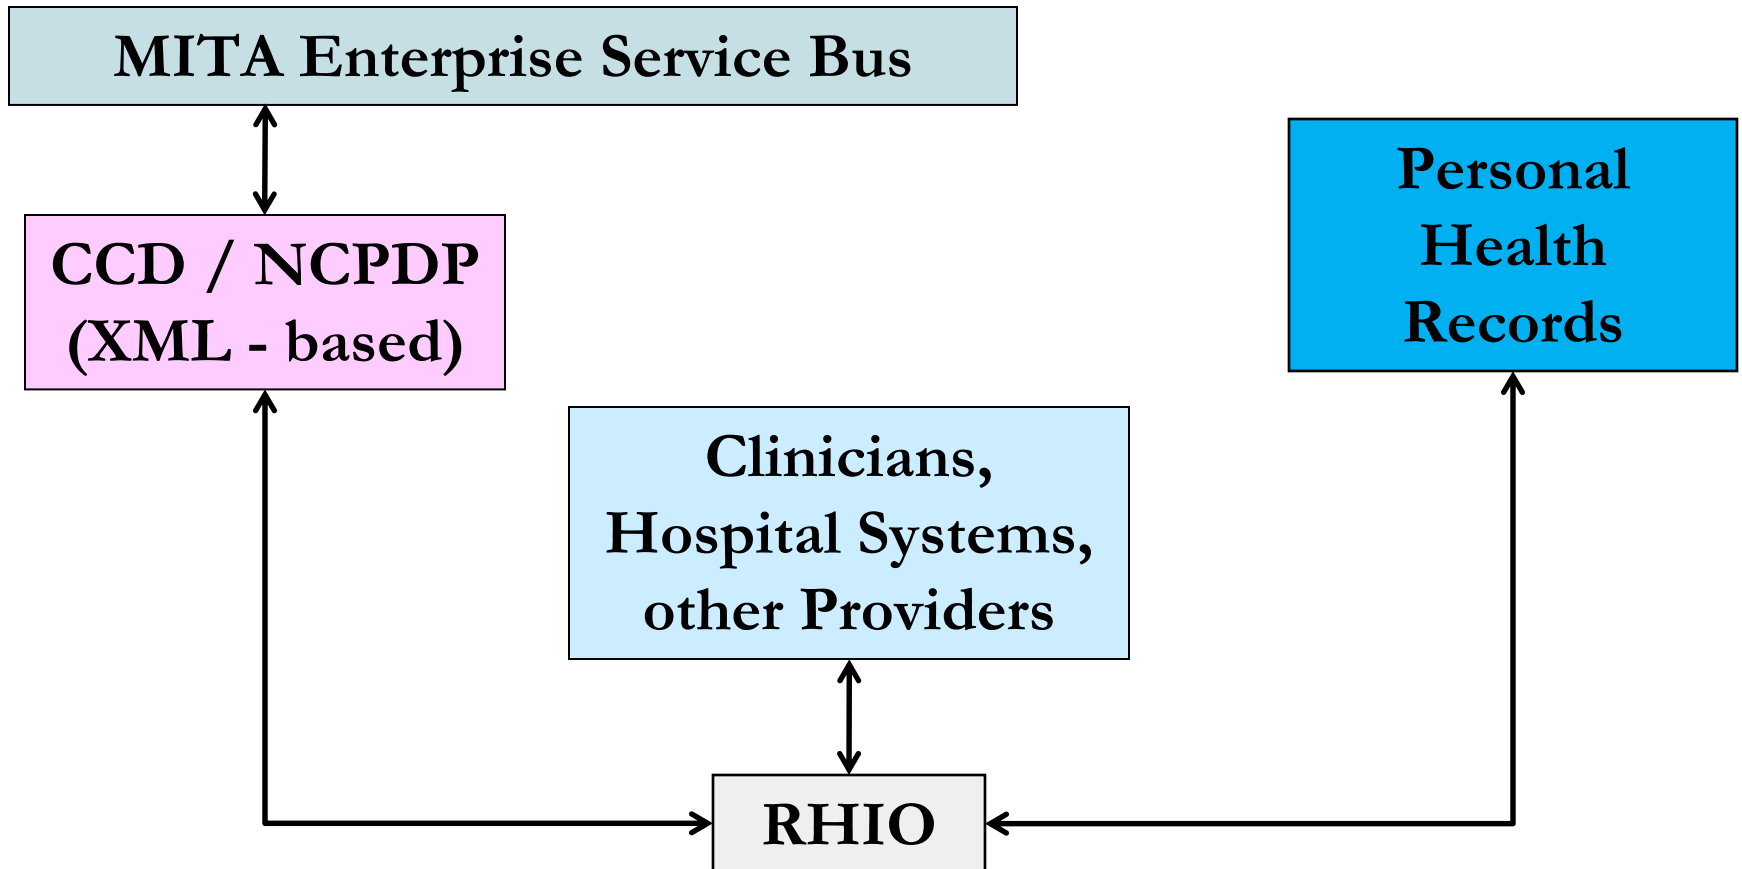 MITA Enterprise Service Bus
CCD / NCPDP
(XML - based)
Personal
Health
Records
Clinicians,
Hospital Systems,
other Providers
RHIO